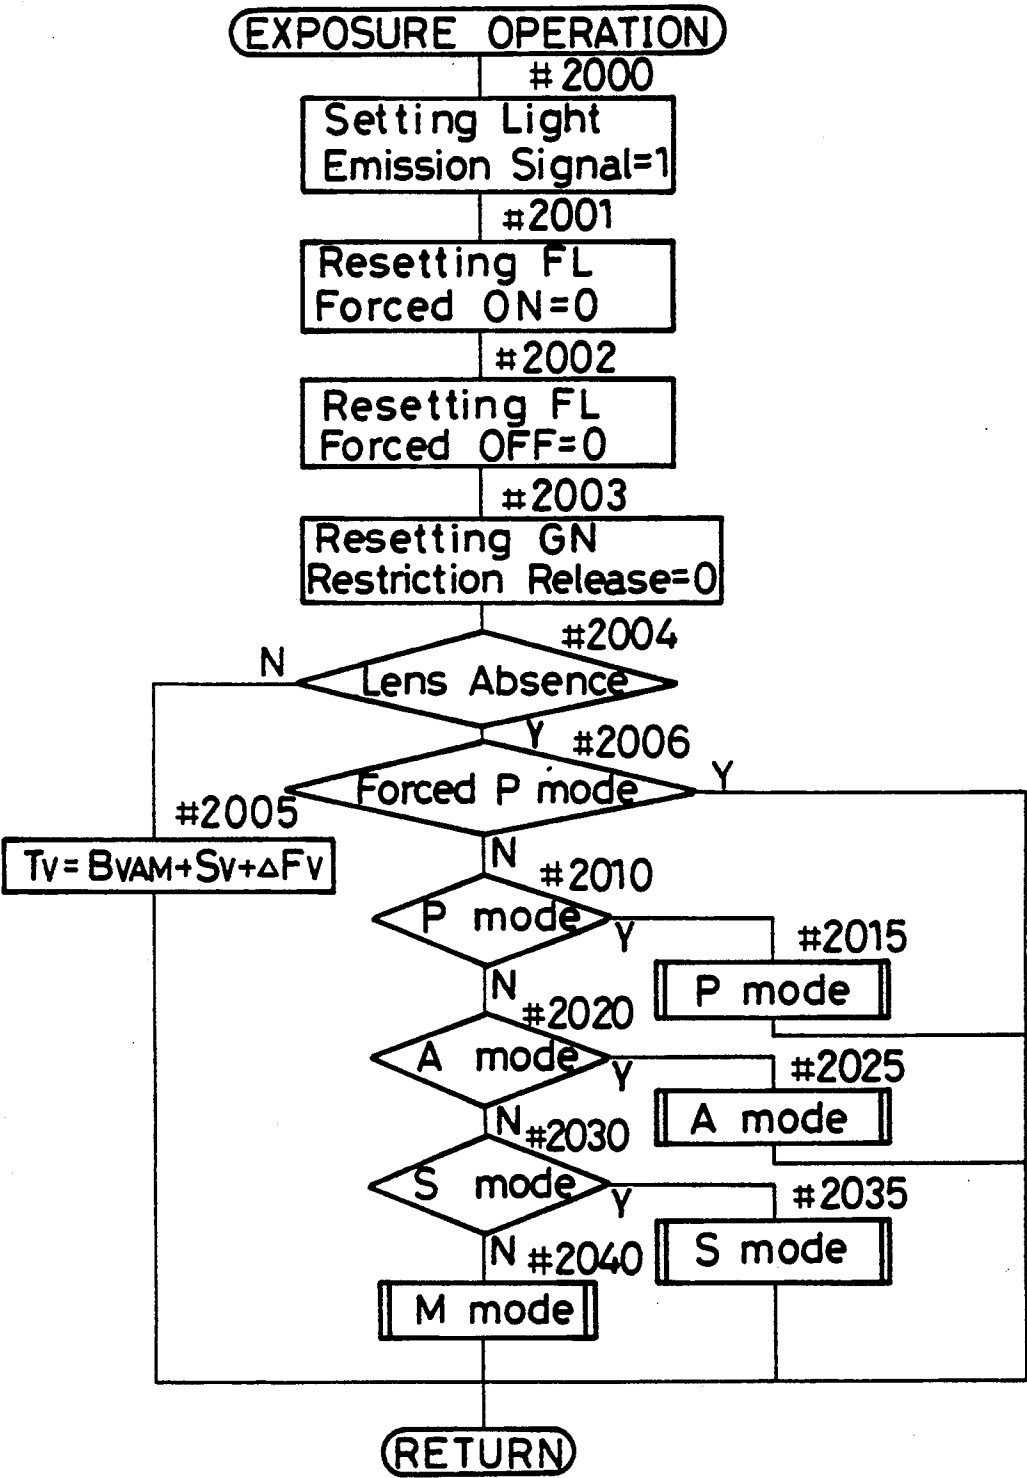 EXPOSURE OPERATION
#2000
Setting Light
Emission Signal=1
#2001
Resetting FL
Forced ON=0
#2002
Resetting FL
Forced OFF=0
#2003
Resetting GN
Restriction Release=0
#2004
N
Lens Absence
Y
#2006
Forced P mode
Y
#2005
TV=BVAM+SV+△FV
N
#2010
P mode
Y
#2015
P mode
N
#2020
A mode
Y
#2025
A mode
N
#2030
S mode
Y
#2035
S mode
N
#2040
M mode
RETURN